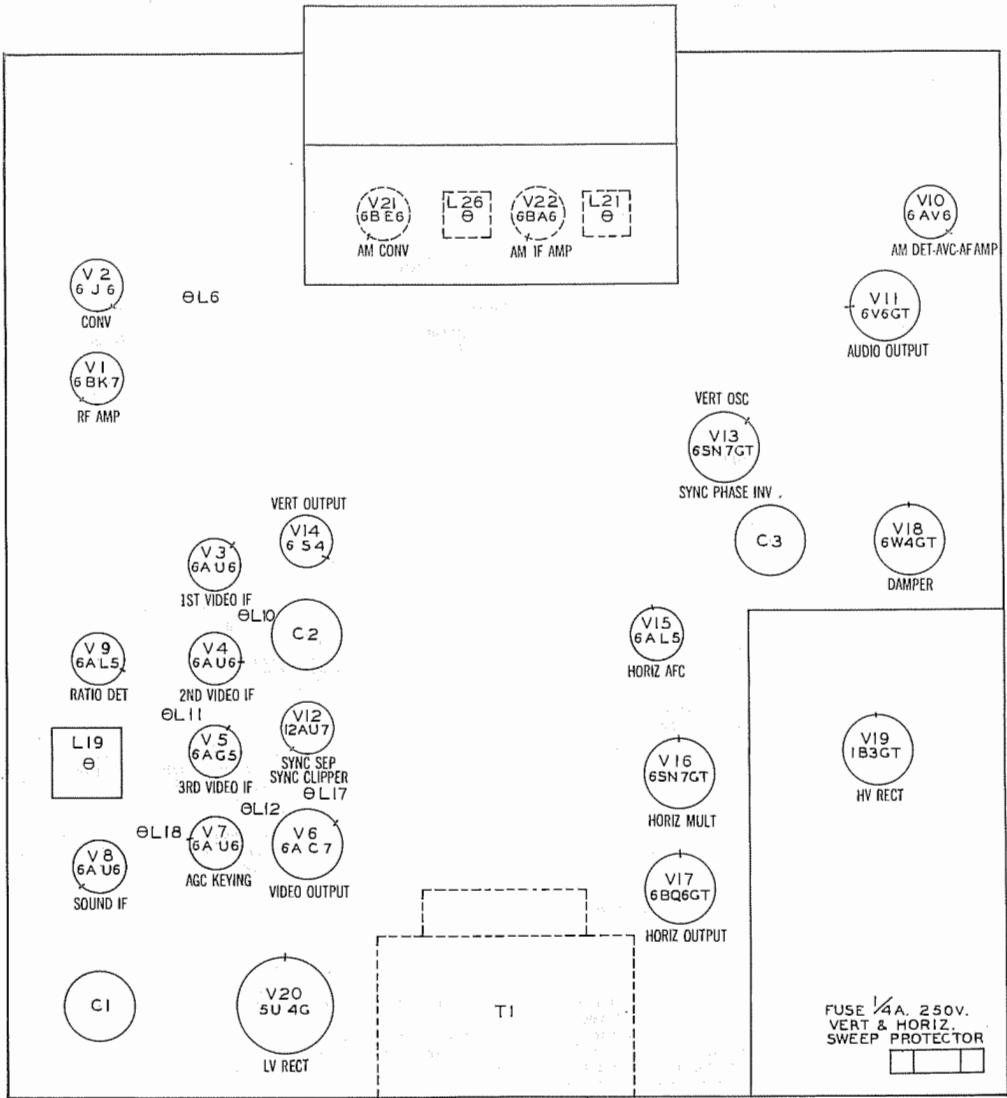 V21
6BE6
AM CONV
L26
V22
6BA6
AM IF AMP
L21
V10
6AV6
AM DET-AVC-AF AMP
V2
6J6
CONV
L6
V11
6V6GT
AUDIO OUTPUT
V1
6BK7
RF AMP
VERT OSC
V13
6SN7GT
SYNC PHASE INV.
VERT OUTPUT
V14
6S4
V3
6AU6
1ST VIDEO IF
C3
V18
6W4GT
DAMPER
L10
C2
V15
6AL5
HORIZ AFC
V9
6AL5
RATIO DET
V4
6AU6
2ND VIDEO IF
L11
V12
12AU7
SYNC SEP
SYNC CLIPPER
L19
V5
6AG5
3RD VIDEO IF
L17
V16
6SN7GT
HORIZ MULT
V19
1B3GT
HV RECT
L12
L18
V7
6AU6
AGC KEYING
V6
6AC7
VIDEO OUTPUT
V8
6AU6
SOUND IF
V17
6BQ6GT
HORIZ OUTPUT
C1
V20
5U4G
LV RECT
T1
FUSE 1/4A. 250V.
VERT & HORIZ.
SWEEP PROTECTOR